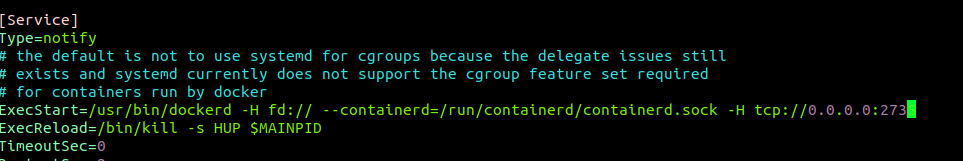 [Service]
Type=notify
# the default is not to use systemd for cgroups because the delegate issues still
# exists and systemd currently does not support the cgroup feature set required
# for containers run by docker
ExecStart=/usr/bin/dockerd -H fd:// --containerd=/run/containerd/containerd.sock -H tcp://0.0.0.0:273
ExecReload=/bin/kill -s HUP $MAINPID
TimeoutSec=0